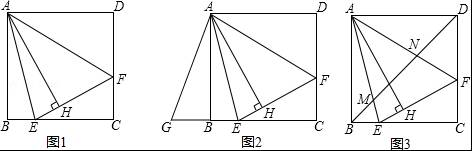 A D A D A D
N
F F F
M
H H H
B E C G B E C B E C
图1 图2 图3